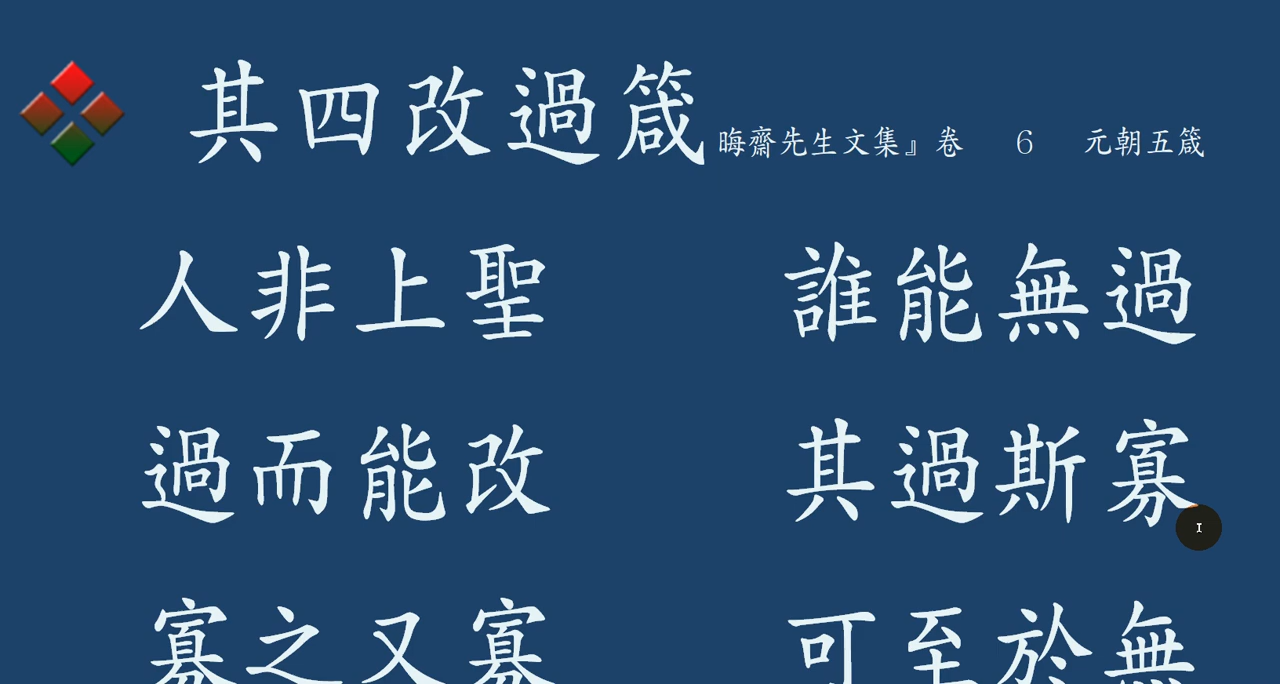 其四改過箴 晦齋先生文集』卷 6 元朝五箴
人非上聖 誰能無過
過而能改 其過斯寡
寡之又寡 可至於無